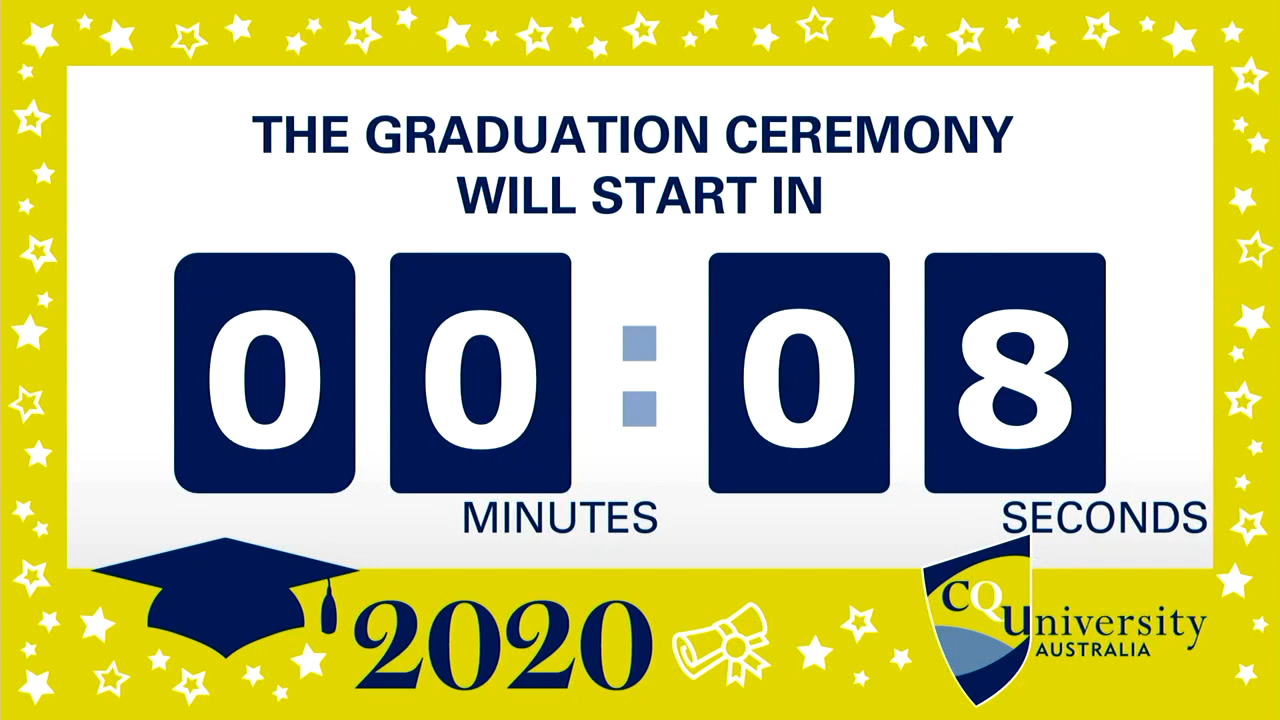 THE GRADUATION CEREMONY
WILL START IN
00:08
MINUTES SECONDS
2020
CQUniversity
AUSTRALIA